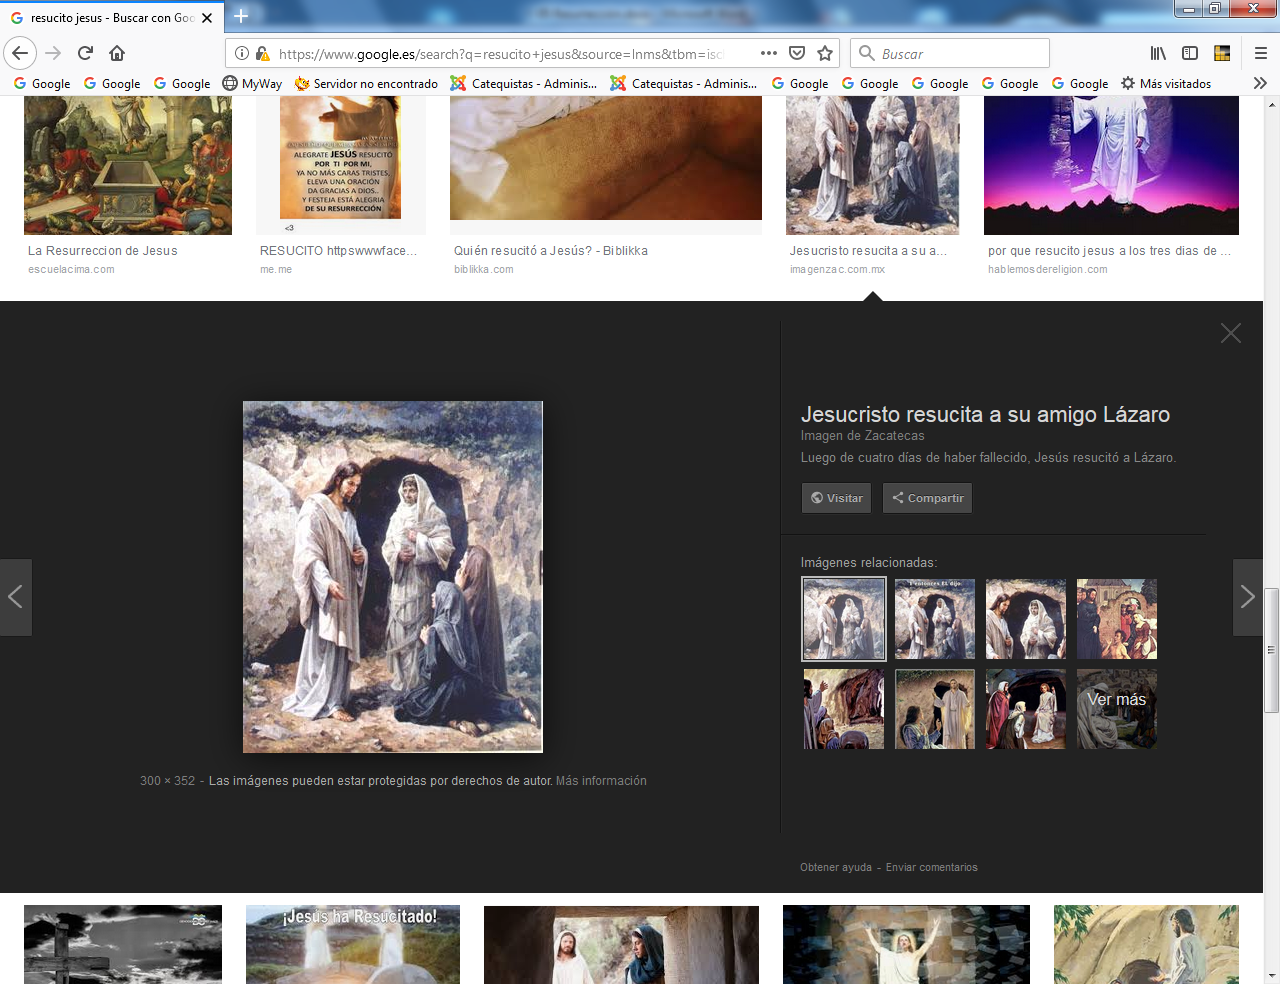 resucito jesus - Buscar con Goo
https://www.google.es/search?q=resucito+jesus&source=lnms&tbm=isc
Buscar
Google
Google
Google
MyWay
Servidor no encontrado
Catequistas - Adminis...
Catequistas - Adminis...
Google
Google
Google
Google
Google
Más visitados
ALEGRATE JESÚS RESUCITO
POR TI POR MI,
YA NO MÁS CARAS TRISTES,
ELEVA UNA ORACIÓN
DA GRACIAS A DIOS..
Y FESTEJA ESTÁ ALEGRIA
DE SU RESURRECCIÓN
<3
La Resurreccion de Jesus
escuelacima.com
RESUCITO httpswwwface...
me.me
Quién resucitó a Jesús? - Biblikka
biblikka.com
Jesucristo resucita a su a...
imagenzac.com.mx
por que resucito jesus a los tres dias de ...
hablemosdereligion.com
Jesucristo resucita a su amigo Lázaro
Imagen de Zacatecas
Luego de cuatro días de haber fallecido, Jesús resucitó a Lázaro.
Visitar
Compartir
Imágenes relacionadas:
Y entonces EL dijo:
Ver más
300 × 352 - Las imágenes pueden estar protegidas por derechos de autor. Más información
Obtener ayuda - Enviar comentarios
¡Jesús ha Resucitado!